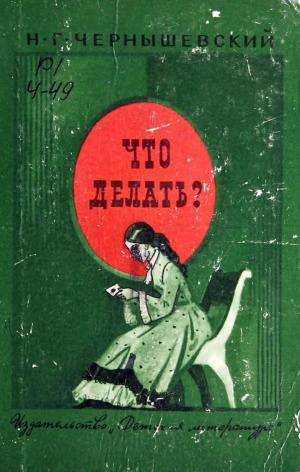 Н·Г·ЧЕРНЫШЕВСКИЙ
Р1
Ч-49
ЧТО
ДЕЛАТЬ?
Издательство „Детская литература"